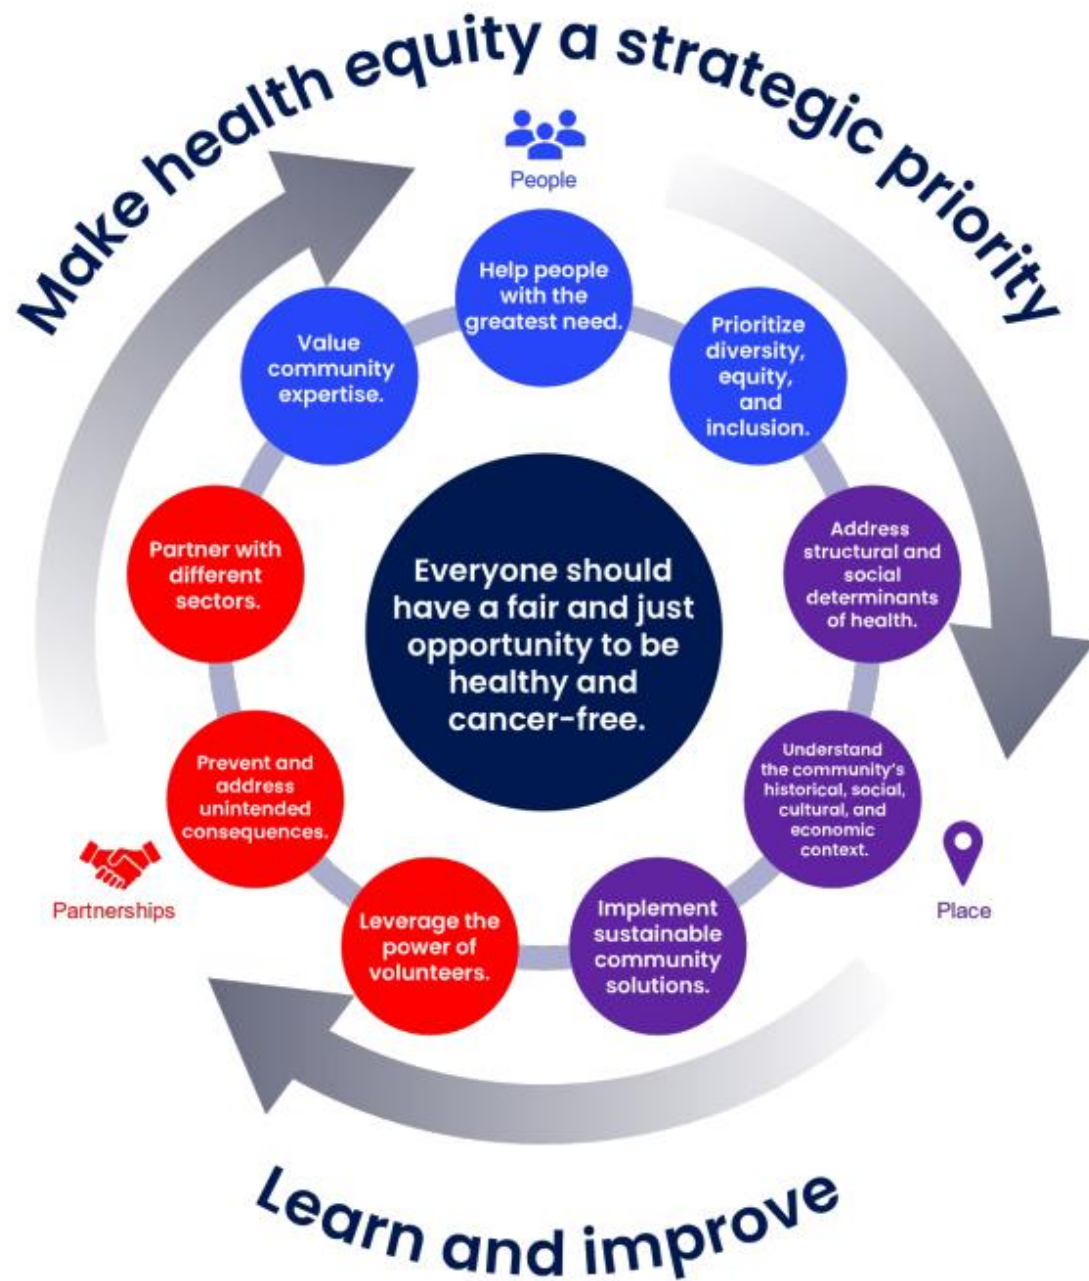 Make health equity a strategic priority
People
Help people
with the
greatest need.
Prioritize
diversity,
equity,
and
inclusion.
Address
structural and
social
determinants
of health.
Understand
the community's
historical, social,
cultural, and
economic
context.
Place
Implement
sustainable
community
solutions.
Leverage the
power of
volunteers.
Prevent and
address
unintended
consequences.
Partnerships
Partner with
different
sectors.
Value
community
expertise.
Everyone should
have a fair and just
opportunity to be
healthy and
cancer-free.
Learn and improve